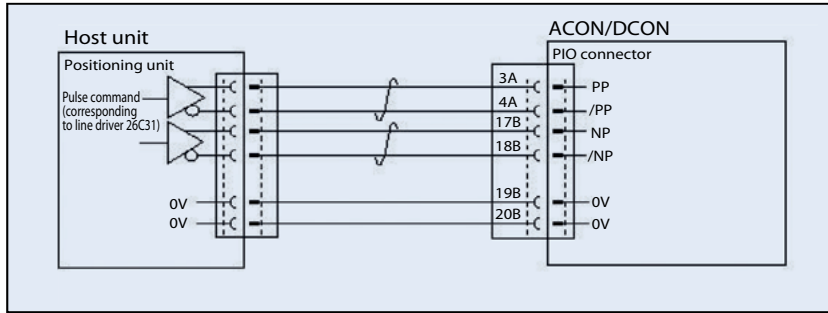 Host unit
Positioning unit
Pulse command
(corresponding
to line driver 26C31)
0V
0V
ACON/DCON
PIO connector
3A
PP
4A
/PP
17B
NP
18B
/NP
19B
0V
20B
0V